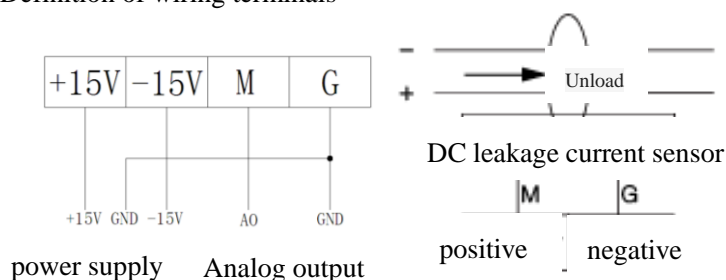 Definition of wiring terminals
+15V -15V M G
+15V GND -15V AO GND
power supply Analog output
-
Unload
+
DC leakage current sensor
M G
positive negative